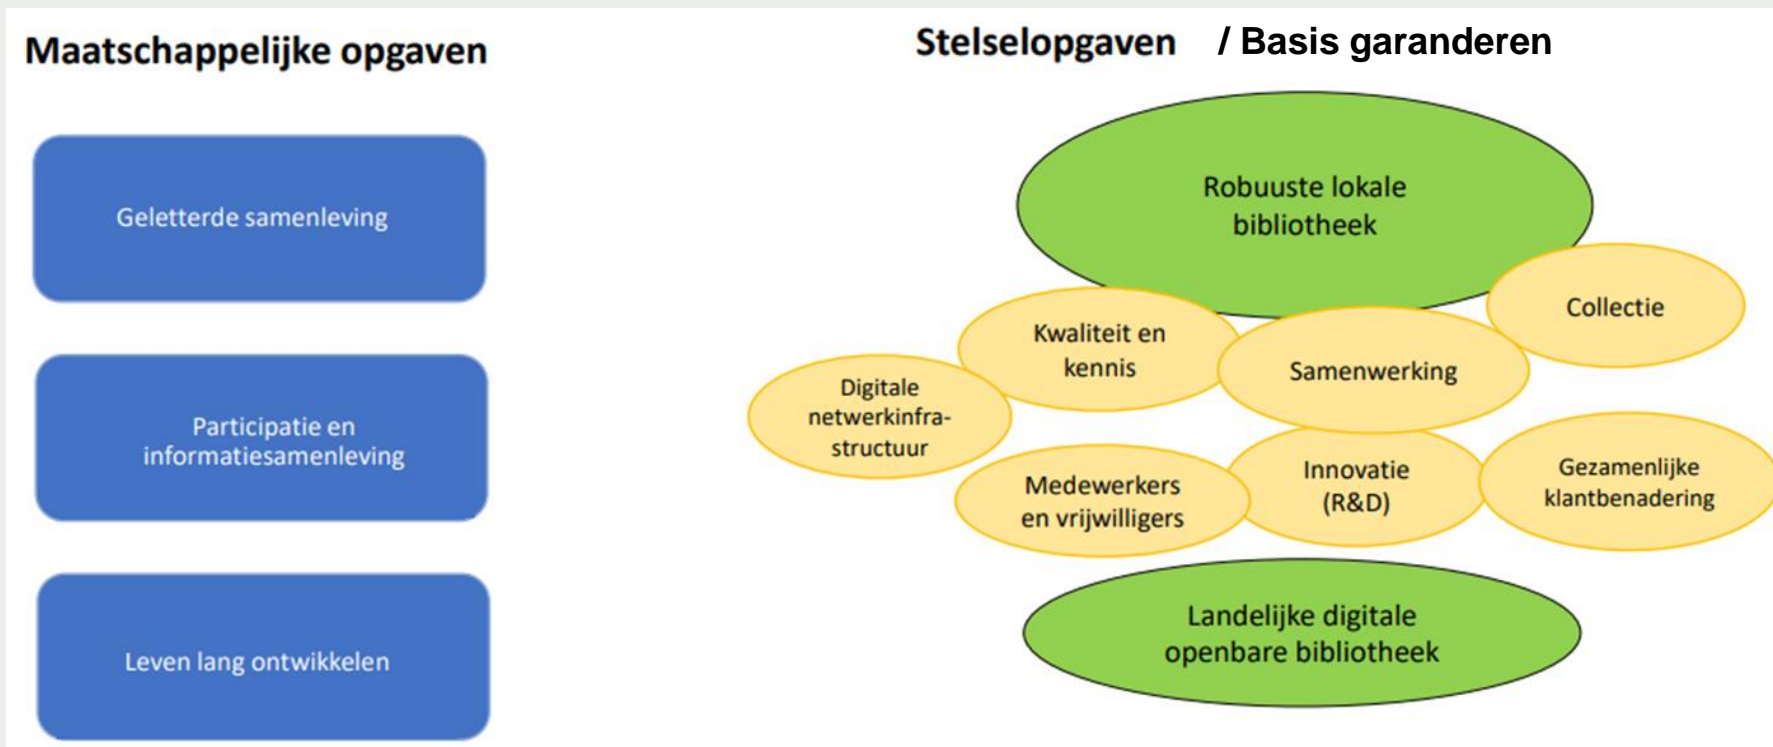 Maatschappelijke opgaven
Geletterde samenleving
Participatie en
informatiesamenleving
Leven lang ontwikkelen
Stelselopgaven / Basis garanderen
Robuuste lokale
bibliotheek
Collectie
Kwaliteit en
kennis
Samenwerking
Digitale
netwerkinfra-
structuur
Medewerkers
en vrijwilligers
Innovatie
(R&D)
Gezamenlijke
klantbenadering
Landelijke digitale
openbare bibliotheek